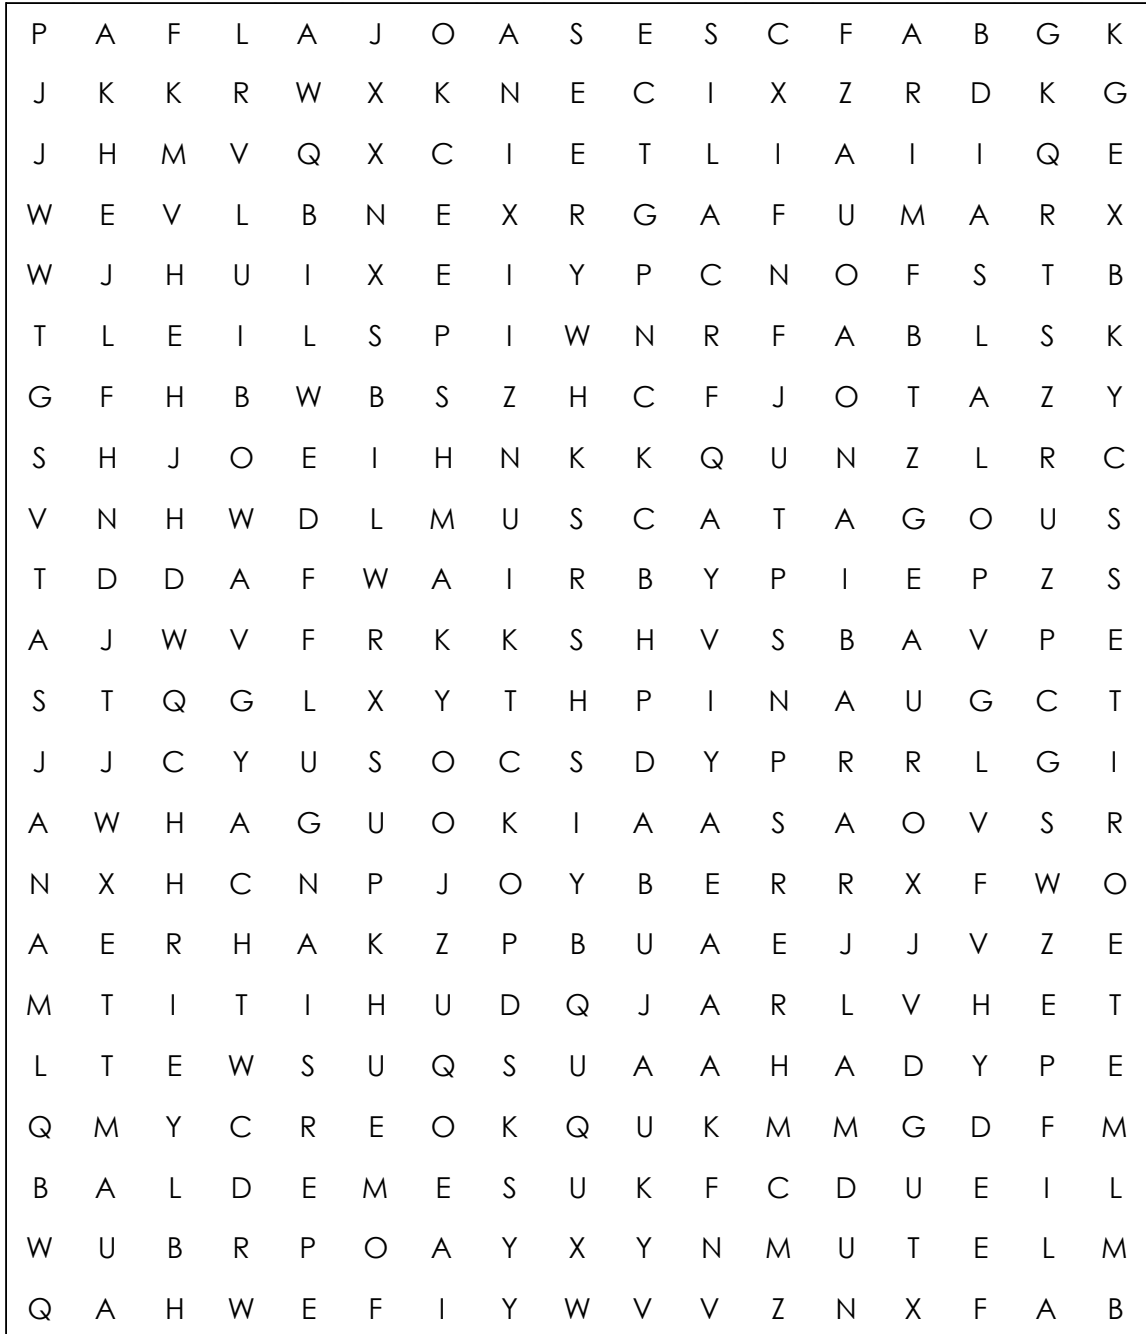 P A F L A J O A S E S C F A B G K
J K K R W X K N E C I X Z R D K G
J H M V Q X C I E T L I A I I Q E
W E V L B N E X R G A F U M A R X
W J H U I X E I Y P C N O F S T B
T L E I L S P I W N R F A B L S K
G F H B W B S Z H C F J O T A Z Y
S H J O E I H N K K Q U N Z L R C
V N H W D L M U S C A T A G O U S
T D D A F W A I R B Y P I E P Z S
A J W V F R K K S H V S B A V P E
S T Q G L X Y T H P I N A U G C T
J J C Y U S O C S D Y P R R L G I
A W H A G U O K I A A S A O V S R
N X H C N P J O Y B E R R X F W O
A E R H A K Z P B U A E J J V Z E
M T I T I H U D Q J A R L V H E T
L T E W S U Q S U A A H A D Y P E
Q M Y C R E O K Q U K M M G D F M
B A L D E M E S U K F C D U E I L
W U B R P O A Y X Y N M U T E L M
Q A H W E F I Y W V V Z N X F A B